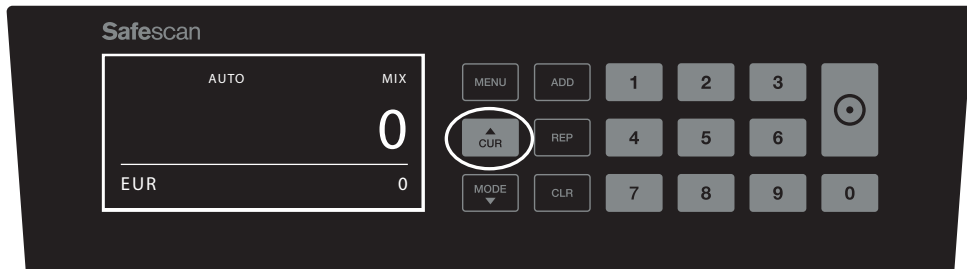 Safescan
AUTO MIX
0
EUR 0
MENU ADD 1 2 3
CUR REP 4 5 6
MODE CLR 7 8 9 0